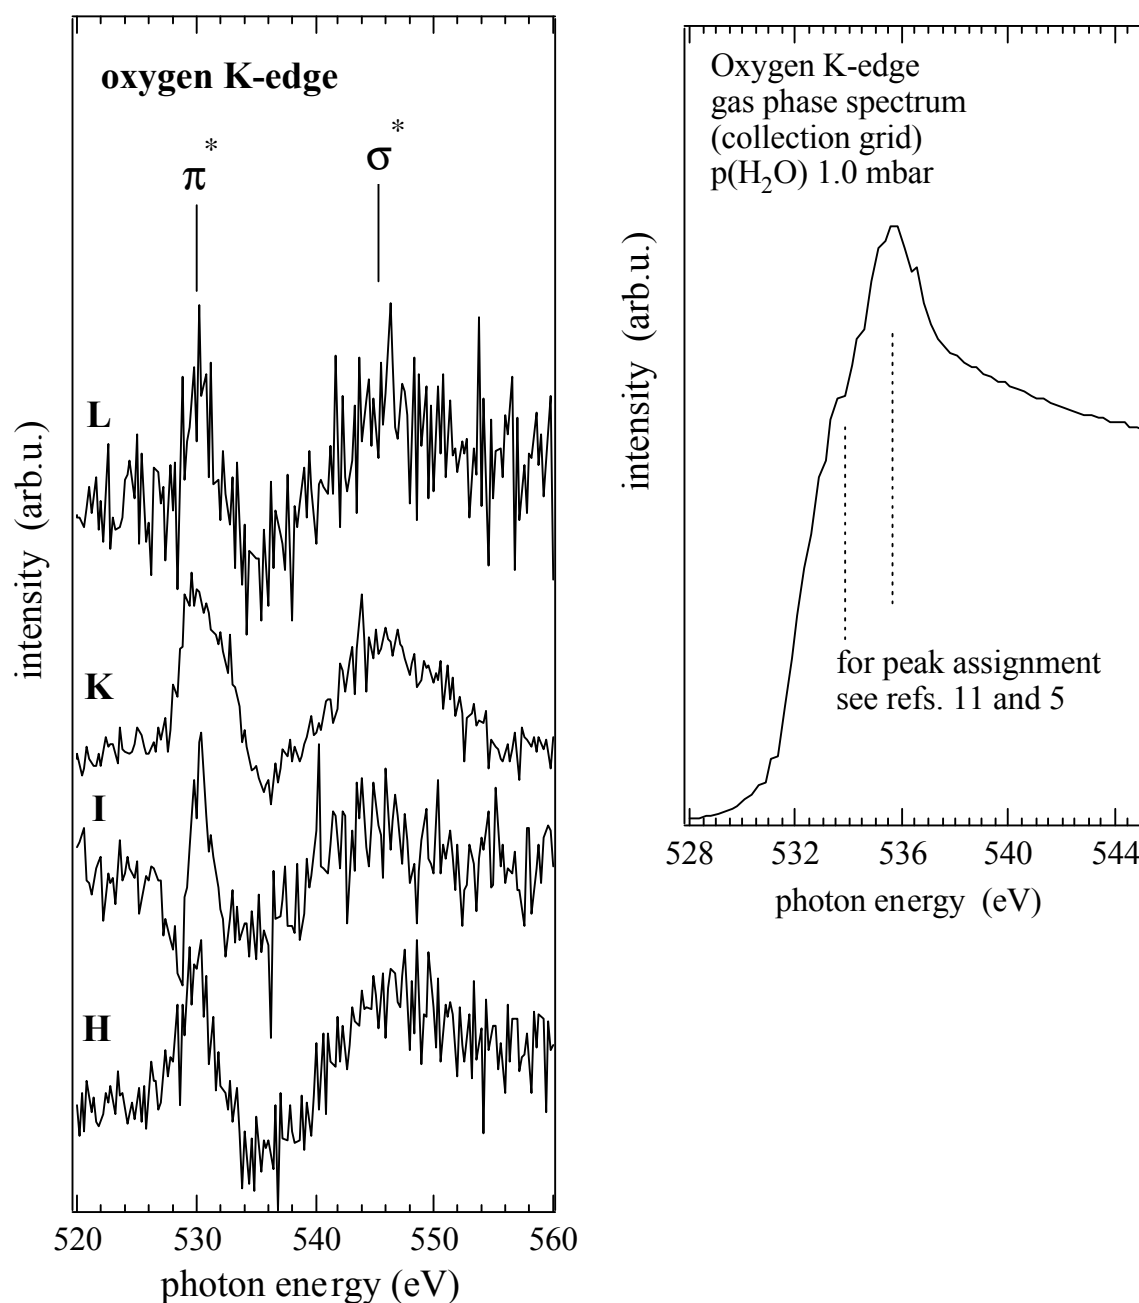 oxygen K-edge
π*
σ*
L
K
I
H
intensity (arb.u.)
520 530 540 550 560
photon energy (eV)
Oxygen K-edge
gas phase spectrum
(collection grid)
p(H₂O) 1.0 mbar
intensity (arb.u.)
for peak assignment
see refs. 11 and 5
528 532 536 540 544
photon energy (eV)